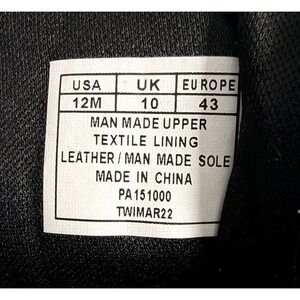 USA UK EUROPE
12M 10 43
MAN MADE UPPER
TEXTILE LINING
LEATHER / MAN MADE SOLE
MADE IN CHINA
PA151000
TWIMAR22